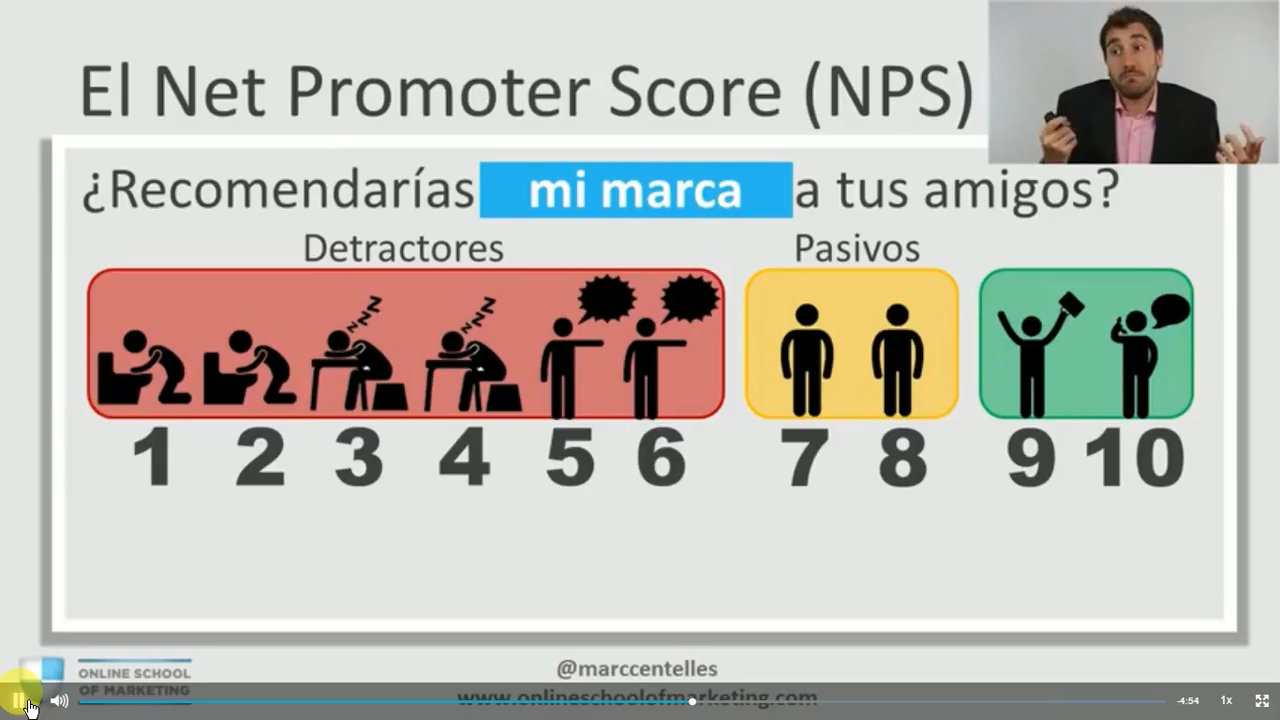 El Net Promoter Score (NPS)
¿Recomendarías mi marca a tus amigos?
Detractores Pasivos
1 2 3 4 5 6 7 8 9 10
ONLINE SCHOOL
OF MARKETING
@marccentelles
www.onlineschoolofmarketing.com
-4:54 1x